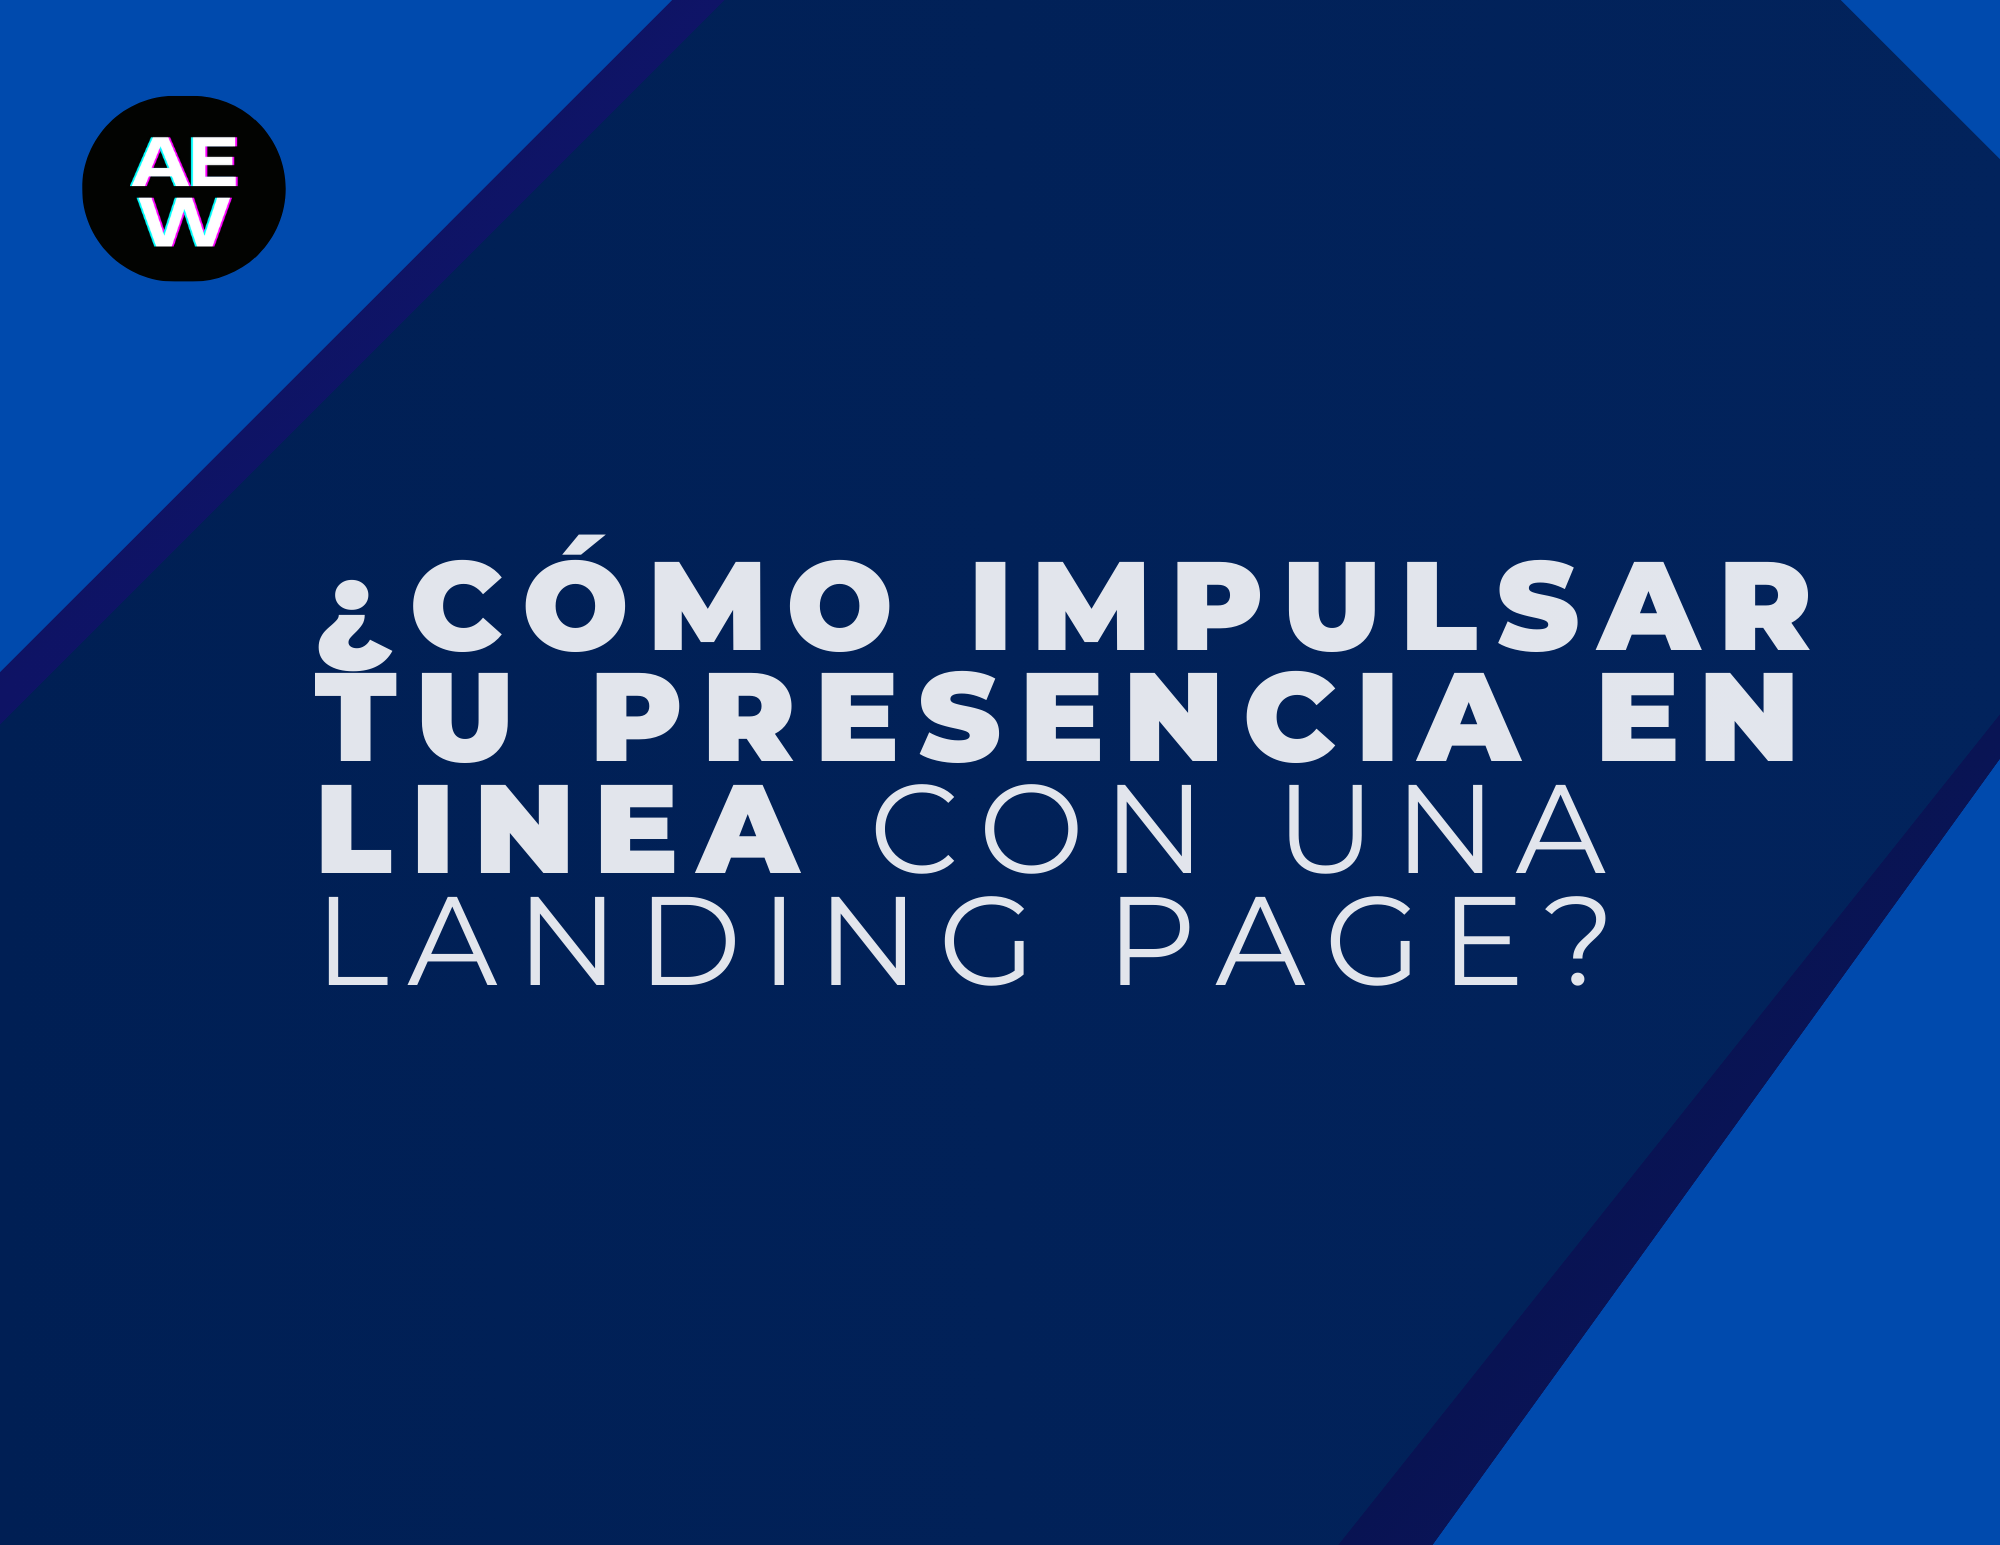 AE
W
¿CÓMO IMPULSAR
TU PRESENCIA EN
LINEA CON UNA
LANDING PAGE?